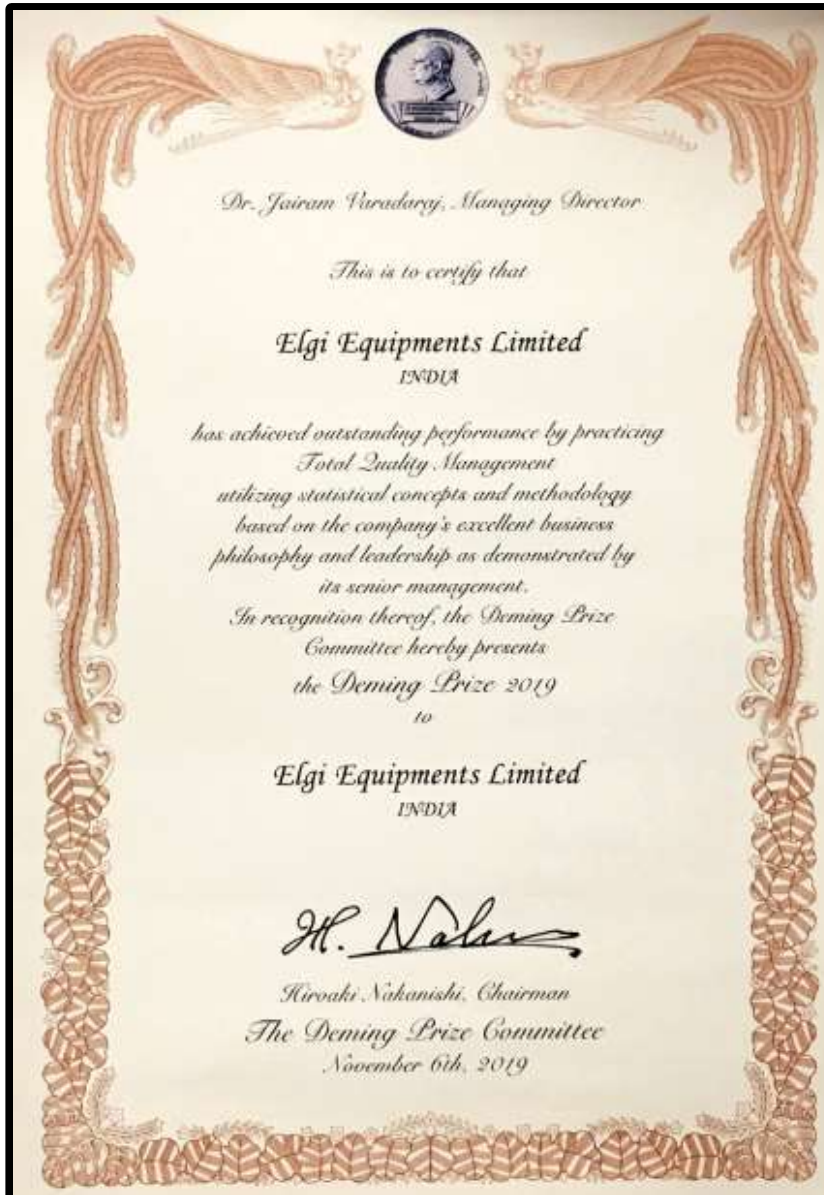 Dr. Jairam Varadaraj, Managing Director
This is to certify that
Elgi Equipments Limited
INDIA
has achieved outstanding performance by practicing
Total Quality Management
utilizing statistical concepts and methodology
based on the company's excellent business
philosophy and leadership as demonstrated by
its senior management.
In recognition thereof, the Deming Prize
Committee hereby presents
the Deming Prize 2019
to
Elgi Equipments Limited
INDIA
Hiroaki Nakanishi, Chairman
The Deming Prize Committee
November 6th, 2019